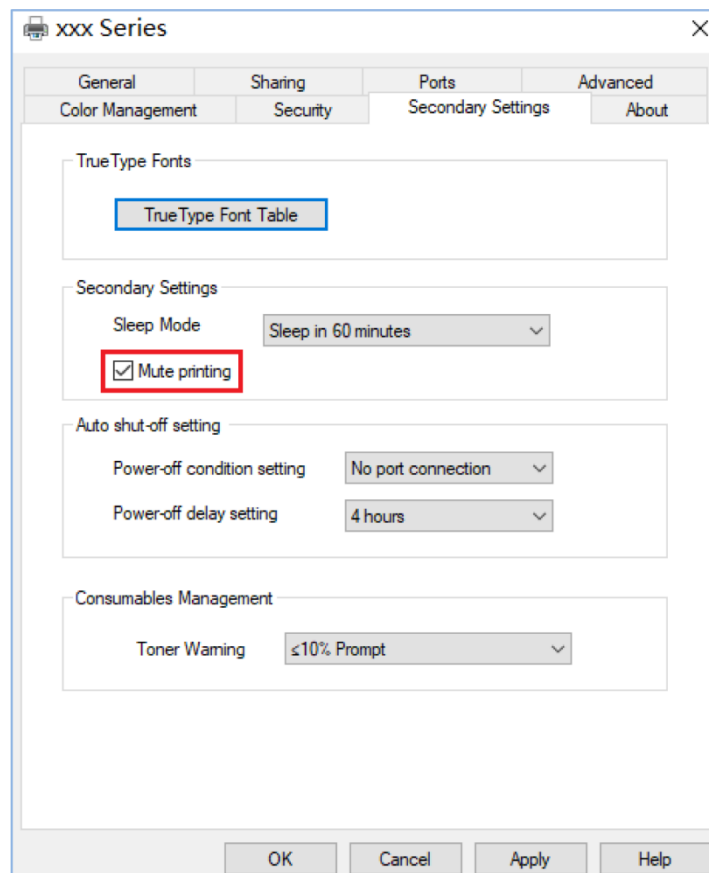 xxx Series
General Sharing Ports Advanced
Color Management Security Secondary Settings About
TrueType Fonts
TrueType Font Table
Secondary Settings
Sleep Mode Sleep in 60 minutes
Mute printing
Auto shut-off setting
Power-off condition setting No port connection
Power-off delay setting 4 hours
Consumables Management
Toner Warning ≤10% Prompt
OK Cancel Apply Help